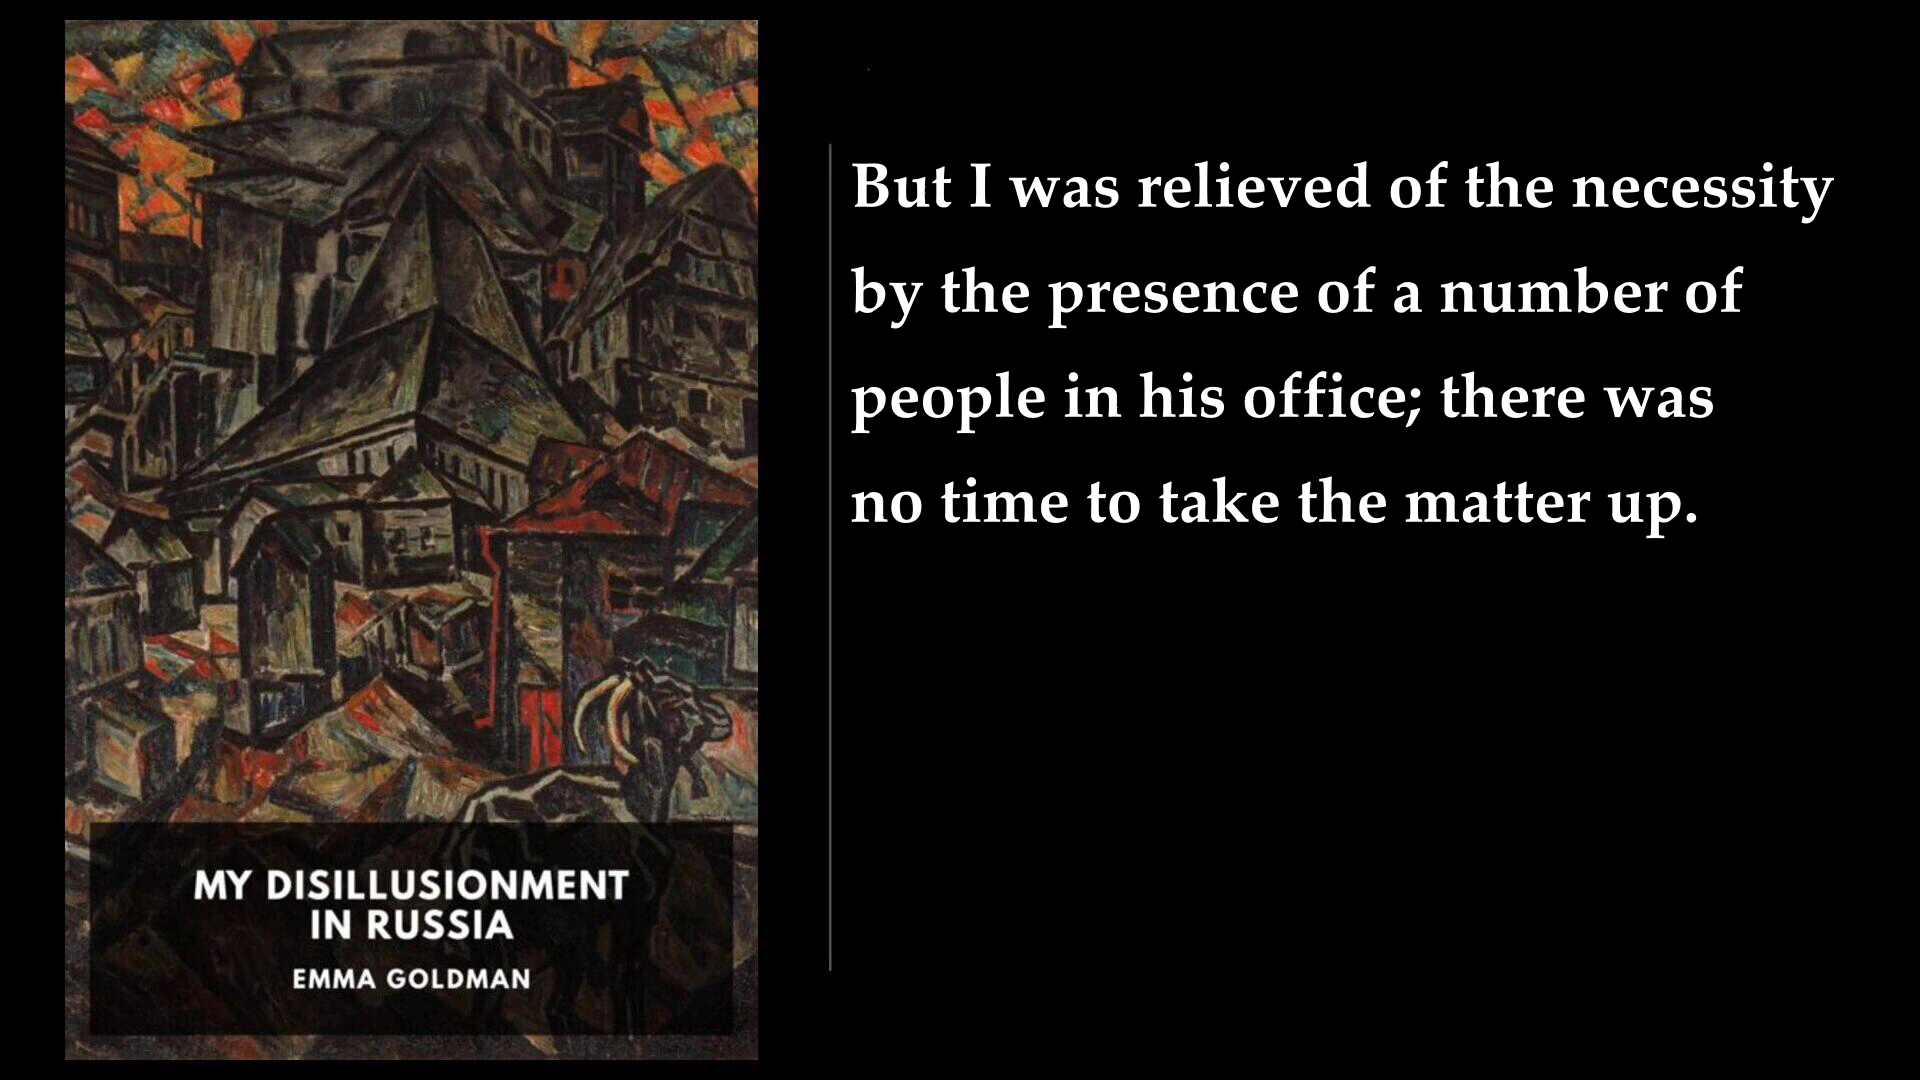 But I was relieved of the necessity
by the presence of a number of
people in his office; there was
no time to take the matter up.
MY DISILLUSIONMENT
IN RUSSIA
EMMA GOLDMAN